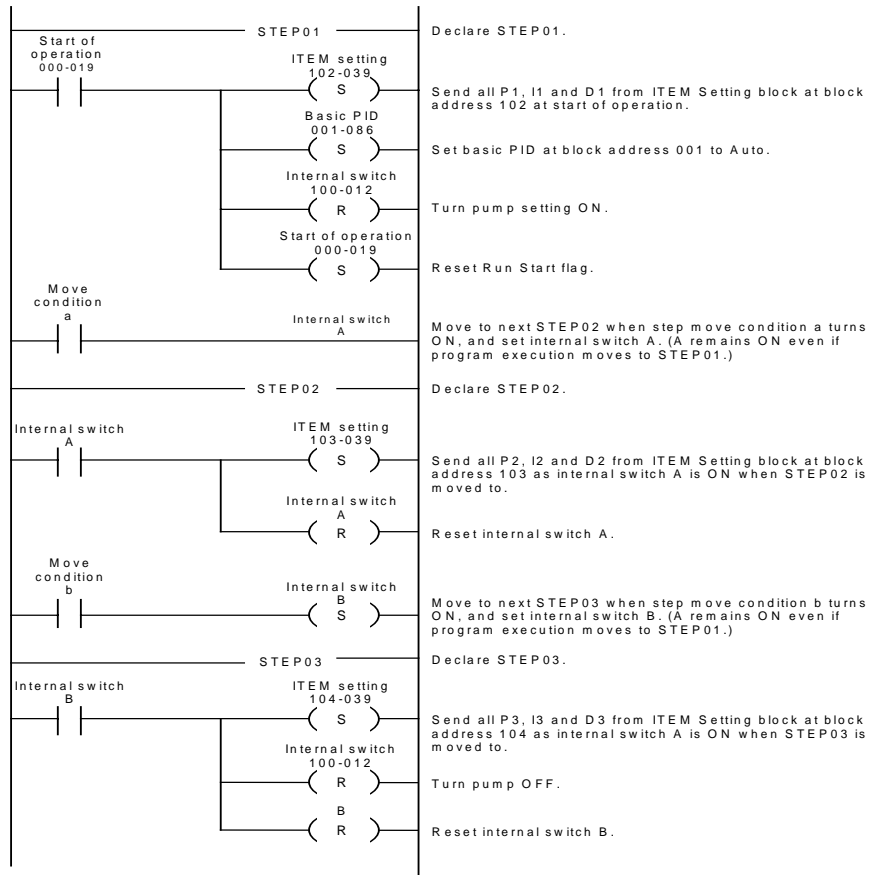 STEP01
Declare STEP01.
Start of
operation
000-019
ITEM setting
102-039
S
Send all P1, I1 and D1 from ITEM Setting block at block
address 102 at start of operation.
Basic PID
001-086
S
Set basic PID at block address 001 to Auto.
Internal switch
100-012
R
Turn pump setting ON.
Start of operation
000-019
S
Reset Run Start flag.
Move
condition
a
Internal switch
A
Move to next STEP02 when step move condition a turns
ON, and set internal switch A. (A remains ON even if
program execution moves to STEP01.)
STEP02
Declare STEP02.
Internal switch
A
ITEM setting
103-039
S
Send all P2, I2 and D2 from ITEM Setting block at block
address 103 as internal switch A is ON when STEP02 is
moved to.
Internal switch
A
R
Reset internal switch A.
Move
condition
b
Internal switch
B
S
Move to next STEP03 when step move condition b turns
ON, and set internal switch B. (A remains ON even if
program execution moves to STEP01.)
STEP03
Declare STEP03.
Internal switch
B
ITEM setting
104-039
S
Send all P3, I3 and D3 from ITEM Setting block at block
address 104 as internal switch A is ON when STEP03 is
moved to.
Internal switch
100-012
R
Turn pump OFF.
B
R
Reset internal switch B.